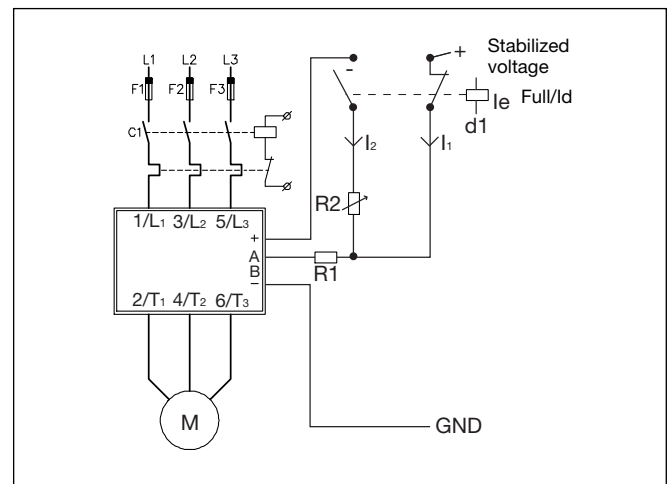 L1 L2 L3
F1 F2 F3
C1
+ Stabilized
voltage
-
Ie Full/Id
d1
I2 I1
R2
1/L1 3/L2 5/L3
+
A
B
−
R1
2/T1 4/T2 6/T3
M
GND